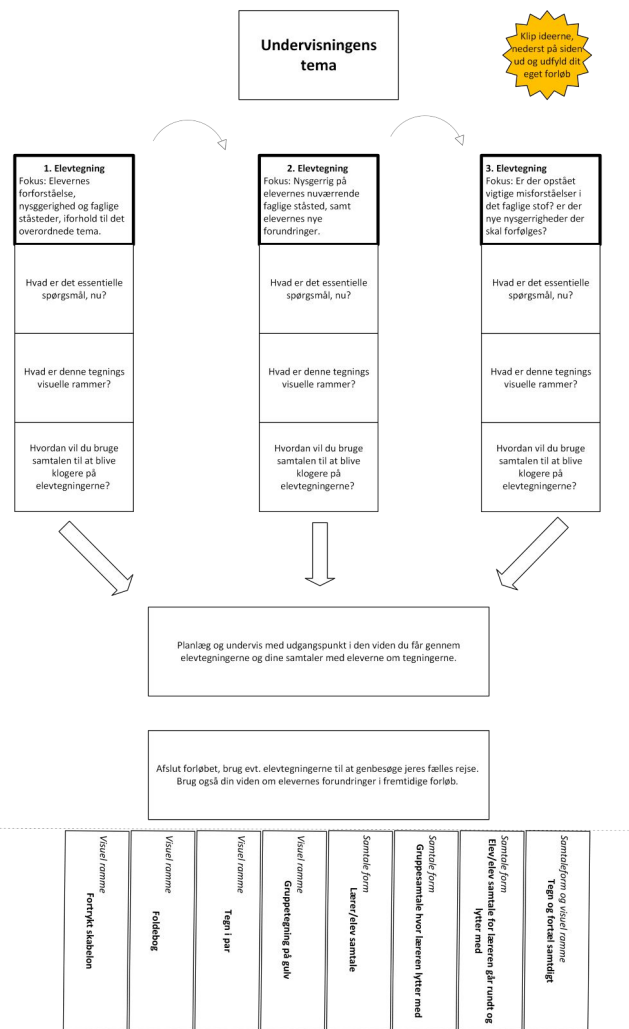 Undervisningens
tema
Klip ideerne,
nederst på siden
ud og udfyld dit
eget forløb
1. Elevtegning
Fokus: Elevernes
forforståelse,
nysggerighed og faglige
ståsteder, iforhold til det
overordnede tema.
Hvad er det essentielle
spørgsmål, nu?
Hvad er denne tegnings
visuelle rammer?
Hvordan vil du bruge
samtalen til at blive
klogere på
elevtegningerne?
2. Elevtegning
Fokus: Nysgerrig på
elevernes nuværrende
faglige ståsted, samt
elevernes nye
forundringer.
Hvad er det essentielle
spørgsmål, nu?
Hvad er denne tegnings
visuelle rammer?
Hvordan vil du bruge
samtalen til at blive
klogere på
elevtegningerne?
3. Elevtegning
Fokus: Er der opstået
vigtige misforståelser i
det faglige stof? er der
nye nysgerrigheder der
skal forfølges?
Hvad er det essentielle
spørgsmål, nu?
Hvad er denne tegnings
visuelle rammer?
Hvordan vil du bruge
samtalen til at blive
klogere på
elevtegningerne?
Planlæg og undervis med udgangspunkt i den viden du får gennem
elevtegningerne og dine samtaler med eleverne om tegningerne.
Afslut forløbet, brug evt. elevtegningerne til at genbesøge jeres fælles rejse.
Brug også din viden om elevernes forundringer i fremtidige forløb.
Visuel ramme
Fortrykt skabelon
Visuel ramme
Foldebog
Visuel ramme
Tegn i par
Visuel ramme
Gruppetegning på gulv
Samtale form
Lærer/elev samtale
Samtale form
Gruppesamtale hvor læreren lytter med
Samtale form
Elev/elev samtale for læreren går rundt og
lytter med
Samtaleform og visuel ramme
Tegn og fortæl samtdigt